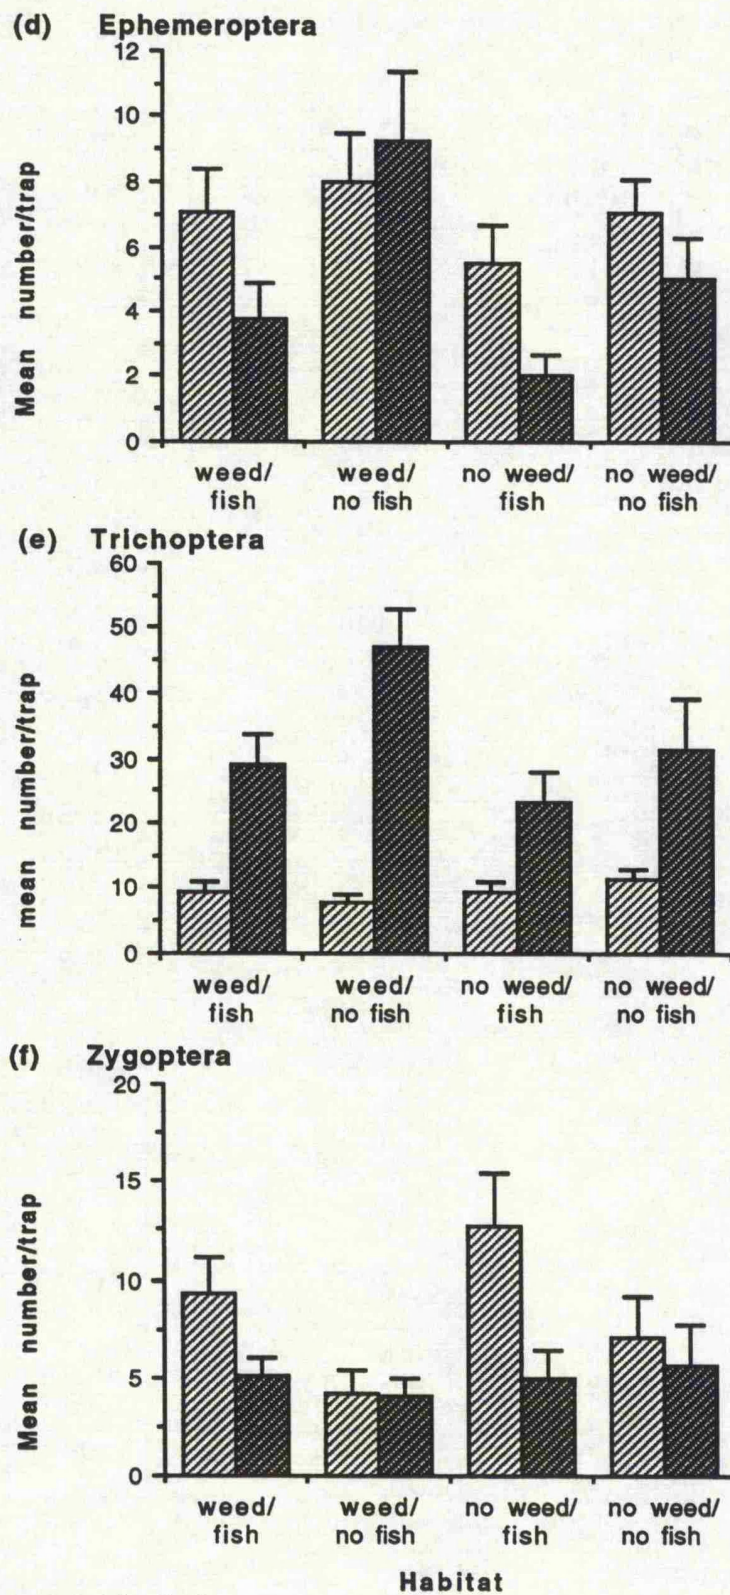 (d) Ephemeroptera
Mean number/trap
12
10
8
6
4
2
0
weed/ fish
weed/ no fish
no weed/ fish
no weed/ no fish
(e) Trichoptera
mean number/trap
60
50
40
30
20
10
0
weed/ fish
weed/ no fish
no weed/ fish
no weed/ no fish
(f) Zygoptera
Mean number/trap
20
15
10
5
0
weed/ fish
weed/ no fish
no weed/ fish
no weed/ no fish
Habitat